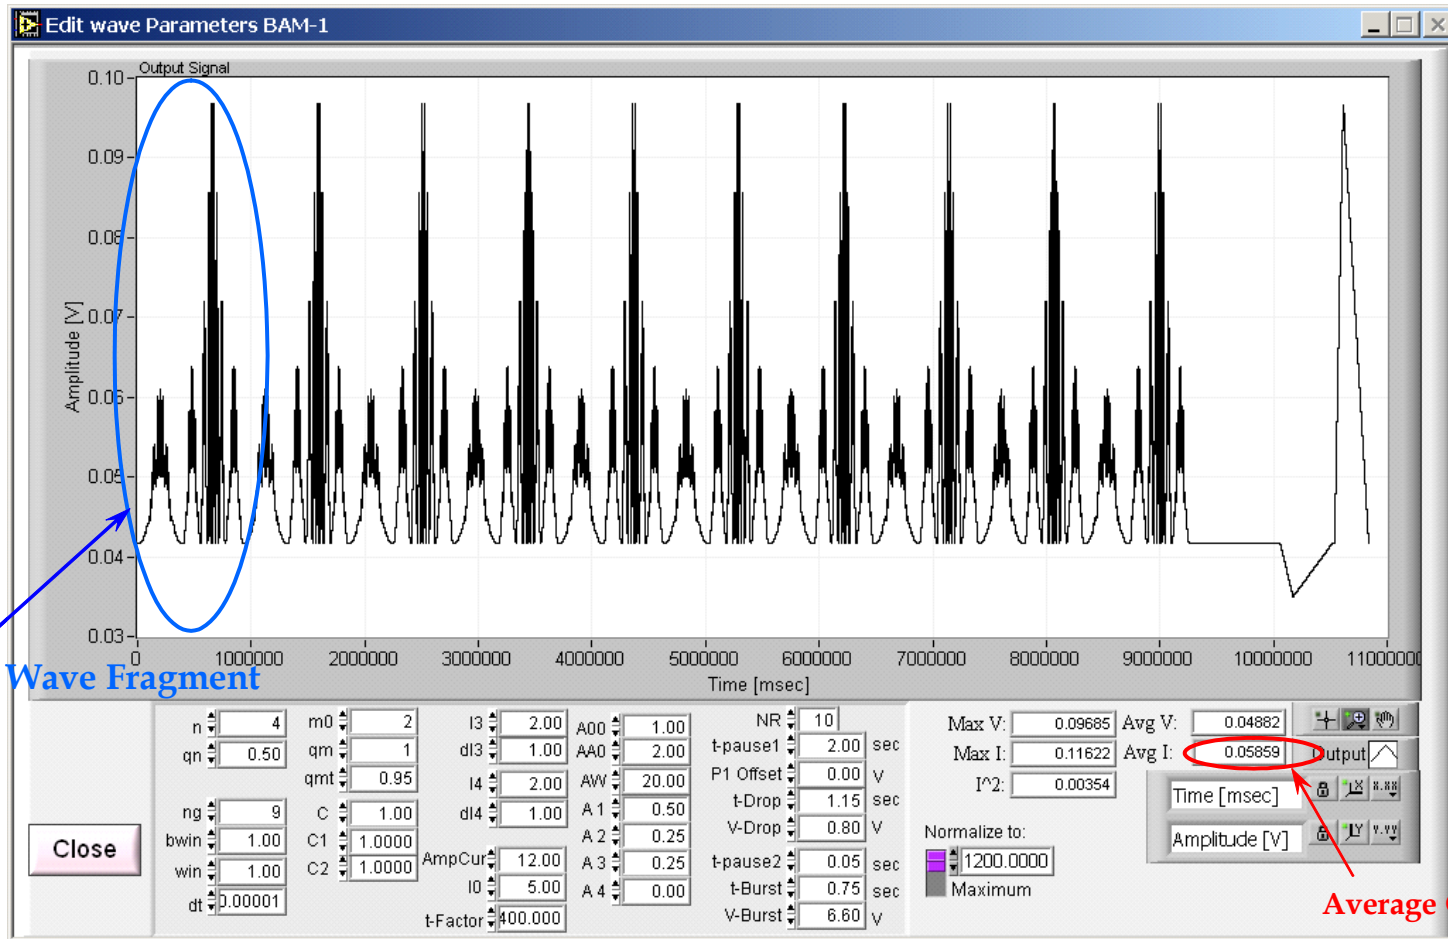 Edit wave Parameters BAM-1
Output Signal
0.10
0.09
0.08
0.07
0.06
0.05
0.04
0.03
Amplitude [V]
0 1000000 2000000 3000000 4000000 5000000 6000000 7000000 8000000 9000000 10000000 11000000
Time [msec]
Wave Fragment
n 4
qn 0.50
ng 9
bwin 1.00
win 1.00
dt 0.00001
m0 2
qm 1
qmt 0.95
C 1.00
C1 1.0000
C2 1.0000
I3 2.00
dI3 1.00
I4 2.00
dI4 1.00
AmpCur 12.00
I0 5.00
t-Factor 400.000
A00 1.00
AA0 2.00
AW 20.00
A 1 0.50
A 2 0.25
A 3 0.25
A 4 0.00
NR 10
t-pause1 2.00 sec
P1 Offset 0.00 V
t-Drop 1.15 sec
V-Drop 0.80 V
t-pause2 0.05 sec
t-Burst 0.75 sec
V-Burst 6.60 V
Max V: 0.09685 Avg V: 0.04882
Max I: 0.11622 Avg I: 0.05859
I^2: 0.00354
Normalize to:
1200.0000
Maximum
Output
Time [msec]
X X.XX
Amplitude [V]
Y Y.YY
Close
Average